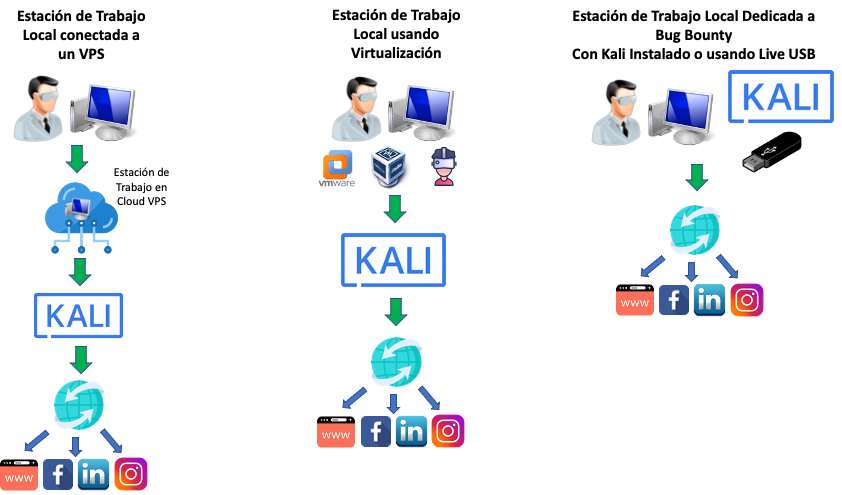 Estación de Trabajo
Local conectada a
un VPS
Estación de
Trabajo en
Cloud VPS
KALI
www
f
in
Estación de Trabajo
Local usando
Virtualización
vmware
KALI
www
f
in
Estación de Trabajo Local Dedicada a
Bug Bounty
Con Kali Instalado o usando Live USB
KALI
www
f
in